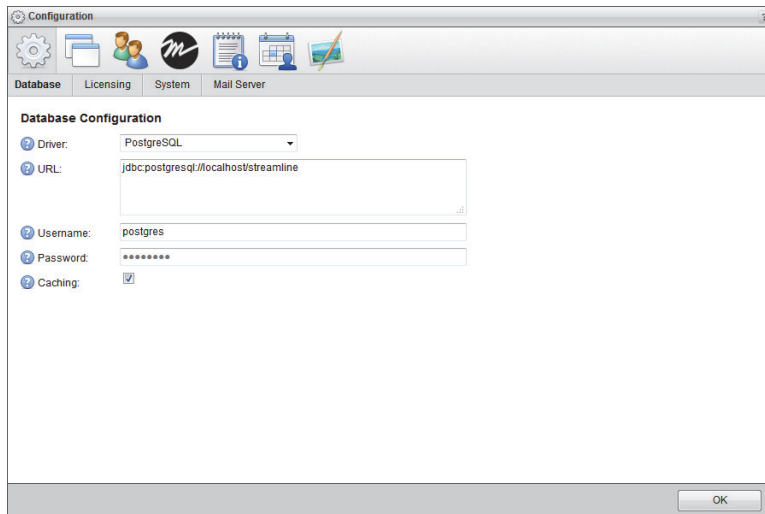 Configuration
Database Licensing System Mail Server
Database Configuration
Driver: PostgreSQL
URL: jdbc:postgresql://localhost/streamline
Username: postgres
Password: ••••••••
Caching:
OK